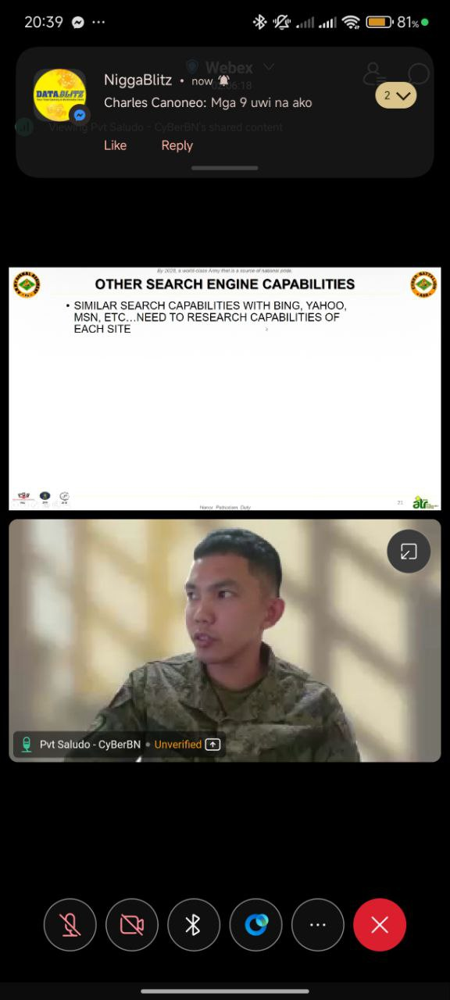 20:39
81%
Webex
02:06:18
NiggaBlitz • now
DATABLITZ
Charles Canoneo: Mga 9 uwi na ako
2
Viewing Pvt Saludo - CyBerBN's shared content
Like Reply
By 2028, a world-class Army that is a source of national pride.
OTHER SEARCH ENGINE CAPABILITIES
• SIMILAR SEARCH CAPABILITIES WITH BING, YAHOO,
MSN, ETC...NEED TO RESEARCH CAPABILITIES OF
EACH SITE
Honor. Patriotism. Duty
21
atr
Pvt Saludo - CyBerBN • Unverified